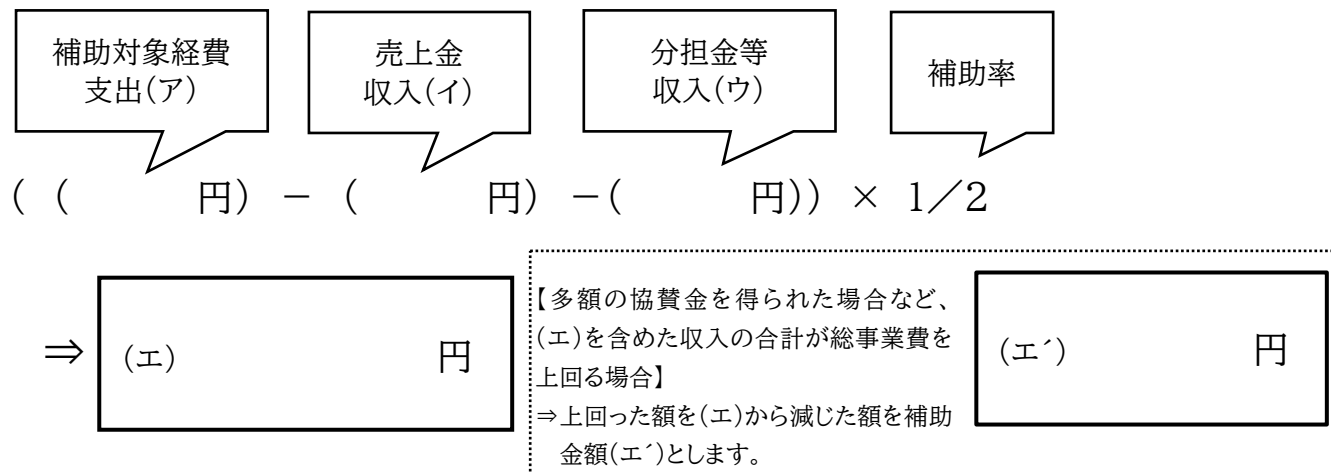 補助対象経費
支出(ア)
売上金
収入(イ)
分担金等
収入(ウ)
補助率
( (　　　円) － (　　　円) －(　　　円)) × 1／2
⇒
(エ)　　　円
【多額の協賛金を得られた場合など、
(エ)を含めた収入の合計が総事業費を
上回る場合】
⇒上回った額を(エ)から減じた額を補助
金額(エ´)とします。
(エ´)　　　円